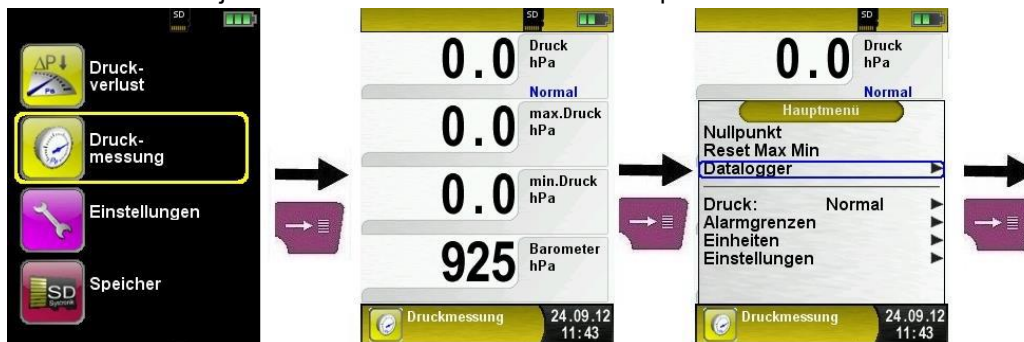 SD
ΔP↓
Pa
Druck-
verlust
Druck-
messung
Einstellungen
SD
Speicher
SD
0.0 Druck
hPa
Normal
0.0 max.Druck
hPa
0.0 min.Druck
hPa
925 Barometer
hPa
Druckmessung 24.09.12
11:43
SD
0.0 Druck
hPa
Normal
Hauptmenü
Nullpunkt
Reset Max Min
Datalogger
Druck: Normal
Alarmgrenzen
Einheiten
Einstellungen
Druckmessung 24.09.12
11:43